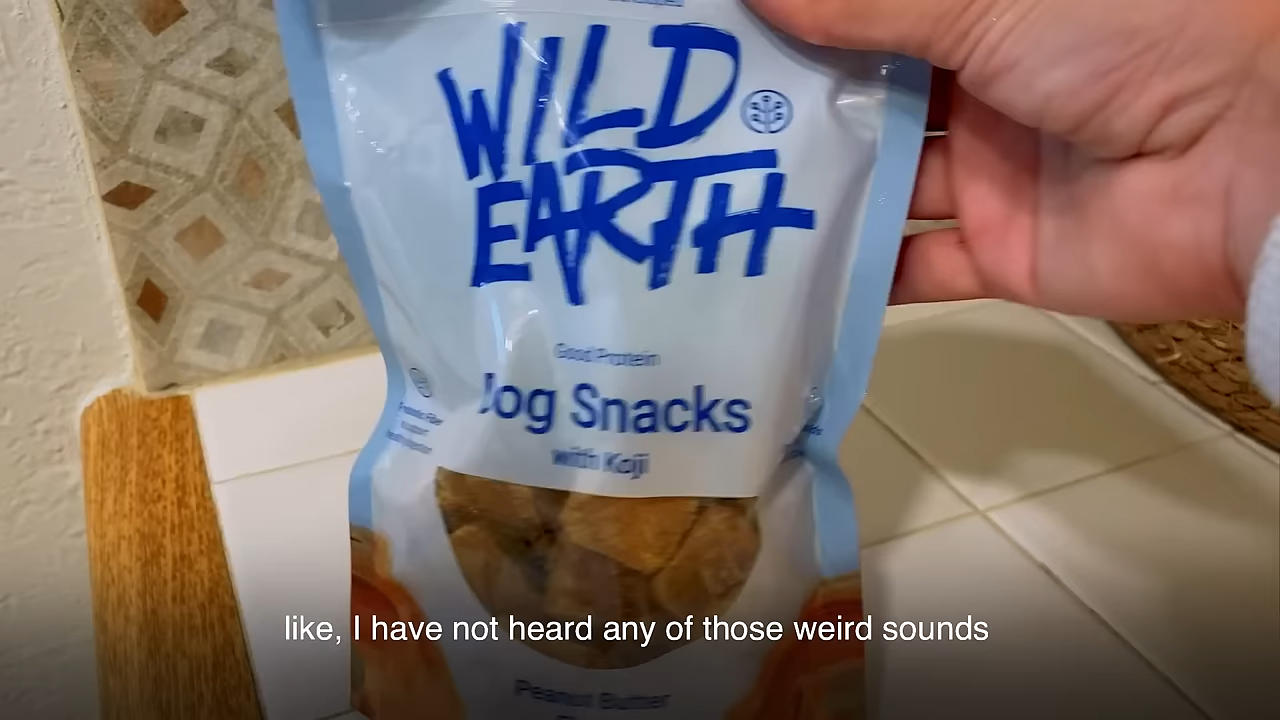 WILD
EARTH
Good Protein
Dog Snacks
with Koji
like, I have not heard any of those weird sounds
Peanut Butter